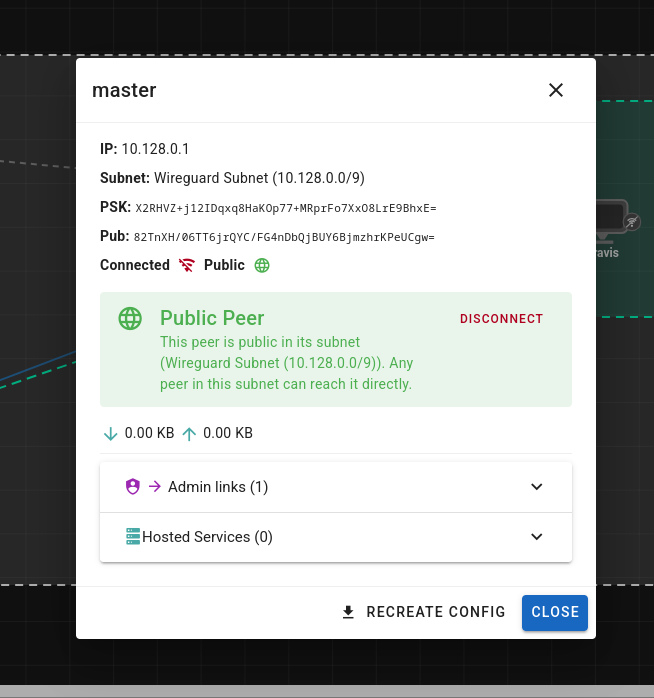 master
IP: 10.128.0.1
Subnet: Wireguard Subnet (10.128.0.0/9)
PSK: X2RHVZ+j12IDqxq8HaKOp77+MRprFo7XxO8LrE9BhxE=
Pub: 82TnXH/06TT6jrQYC/FG4nDbQjBUY6BjmzhrKPeUCgw=
Connected Public
Public Peer
DISCONNECT
This peer is public in its subnet
(Wireguard Subnet (10.128.0.0/9)). Any
peer in this subnet can reach it directly.
0.00 KB 0.00 KB
Admin links (1)
Hosted Services (0)
RECREATE CONFIG CLOSE
avis